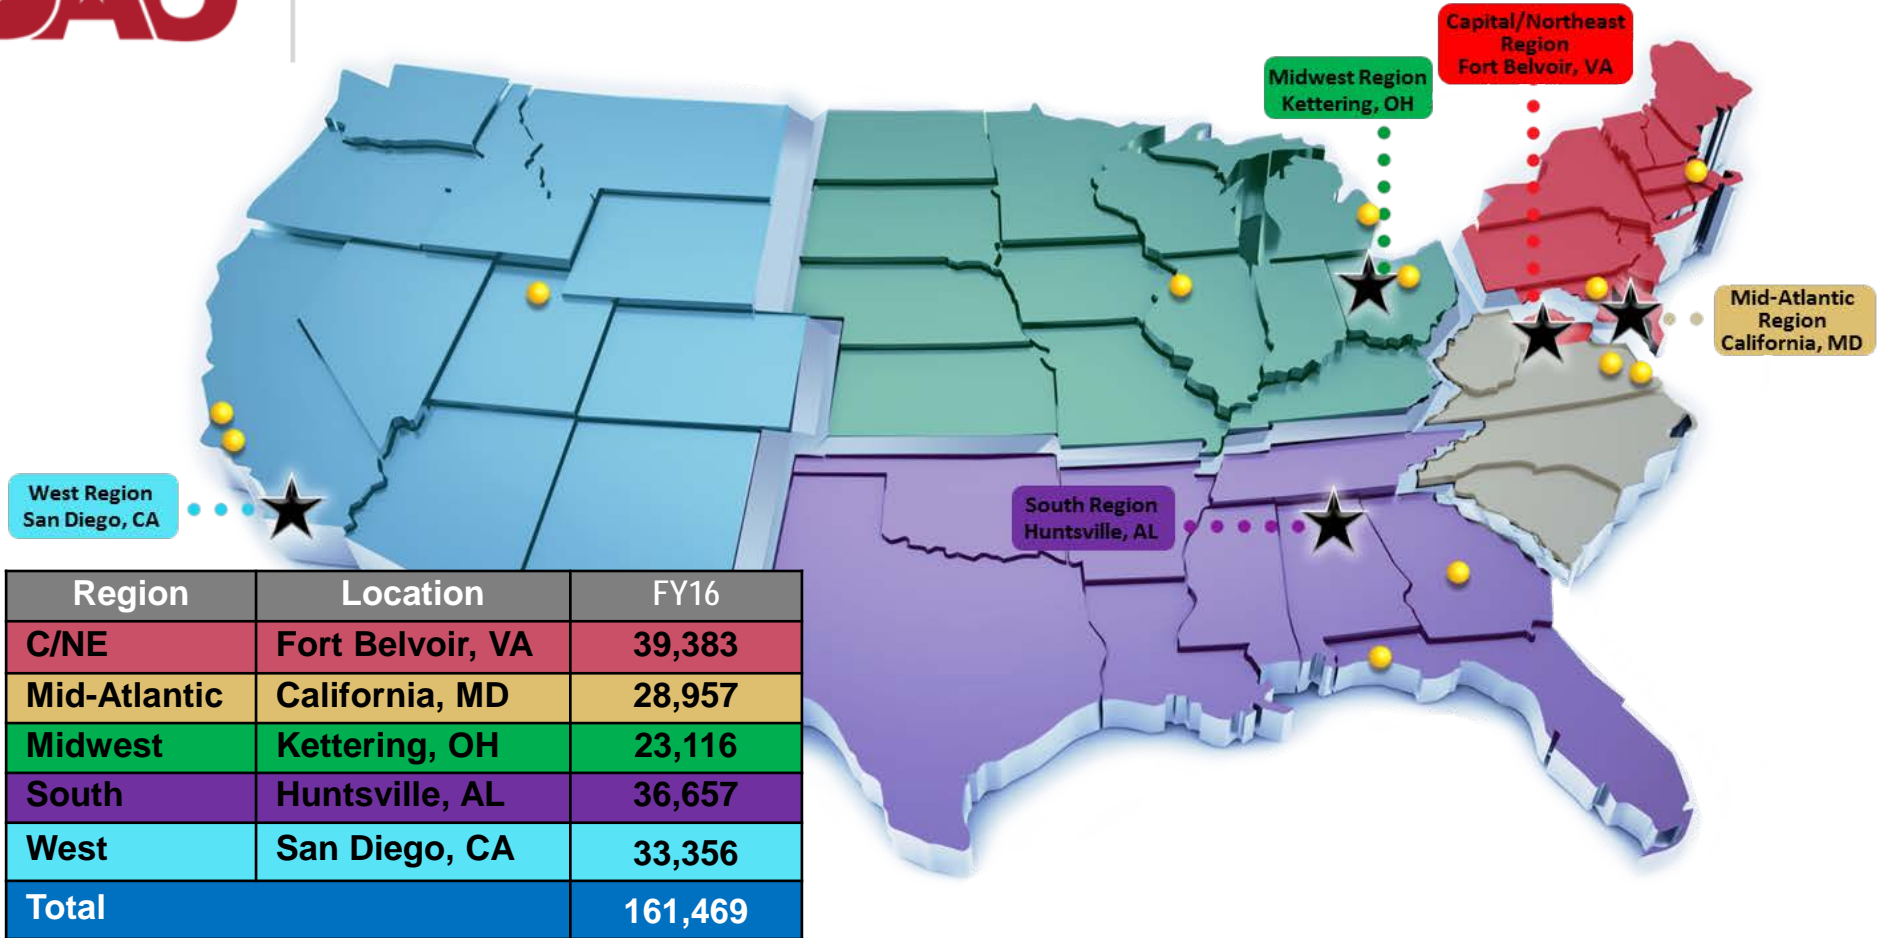 DAU
Capital/Northeast
Region
Fort Belvoir, VA
Midwest Region
Kettering, OH
Mid-Atlantic
Region
California, MD
West Region
San Diego, CA
South Region
Huntsville, AL
Region Location FY16
C/NE Fort Belvoir, VA 39,383
Mid-Atlantic California, MD 28,957
Midwest Kettering, OH 23,116
South Huntsville, AL 36,657
West San Diego, CA 33,356
Total 161,469